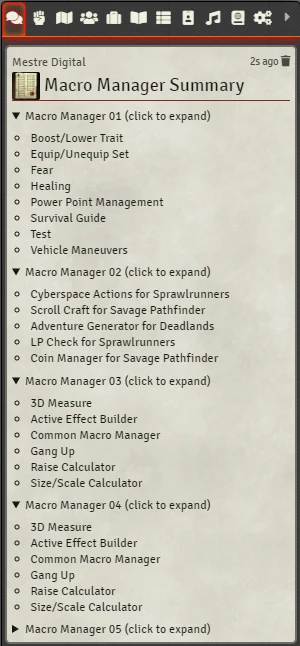 Mestre Digital 2s ago
Macro Manager Summary
Macro Manager 01 (click to expand)
Boost/Lower Trait
Equip/Unequip Set
Fear
Healing
Power Point Management
Survival Guide
Test
Vehicle Maneuvers
Macro Manager 02 (click to expand)
Cyberspace Actions for Sprawlrunners
Scroll Craft for Savage Pathfinder
Adventure Generator for Deadlands
LP Check for Sprawlrunners
Coin Manager for Savage Pathfinder
Macro Manager 03 (click to expand)
3D Measure
Active Effect Builder
Common Macro Manager
Gang Up
Raise Calculator
Size/Scale Calculator
Macro Manager 04 (click to expand)
3D Measure
Active Effect Builder
Common Macro Manager
Gang Up
Raise Calculator
Size/Scale Calculator
Macro Manager 05 (click to expand)